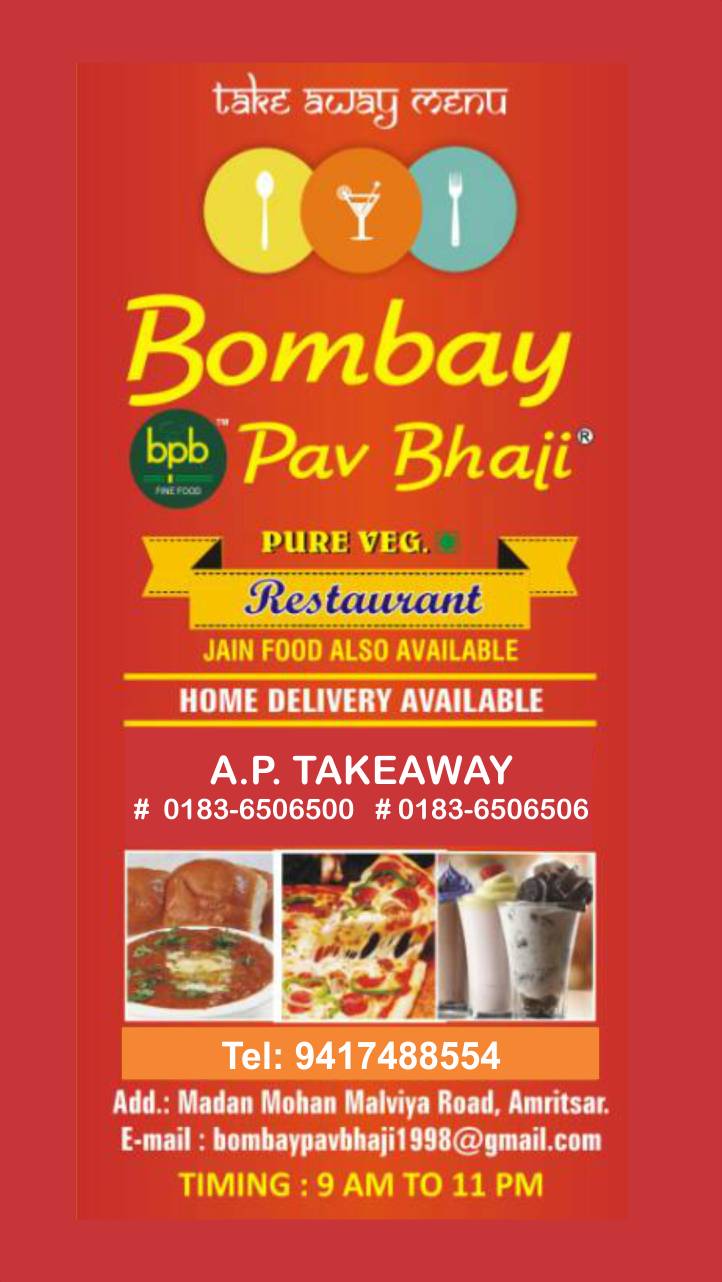 take away menu
Bombay
bpb
FINE FOOD
TM
Pav Bhaji®
PURE VEG.
Restaurant
JAIN FOOD ALSO AVAILABLE
HOME DELIVERY AVAILABLE
A.P. TAKEAWAY
# 0183-6506500 # 0183-6506506
Tel: 9417488554
Add.: Madan Mohan Malviya Road, Amritsar.
E-mail : bombaypavbhaji1998@gmail.com
TIMING : 9 AM TO 11 PM